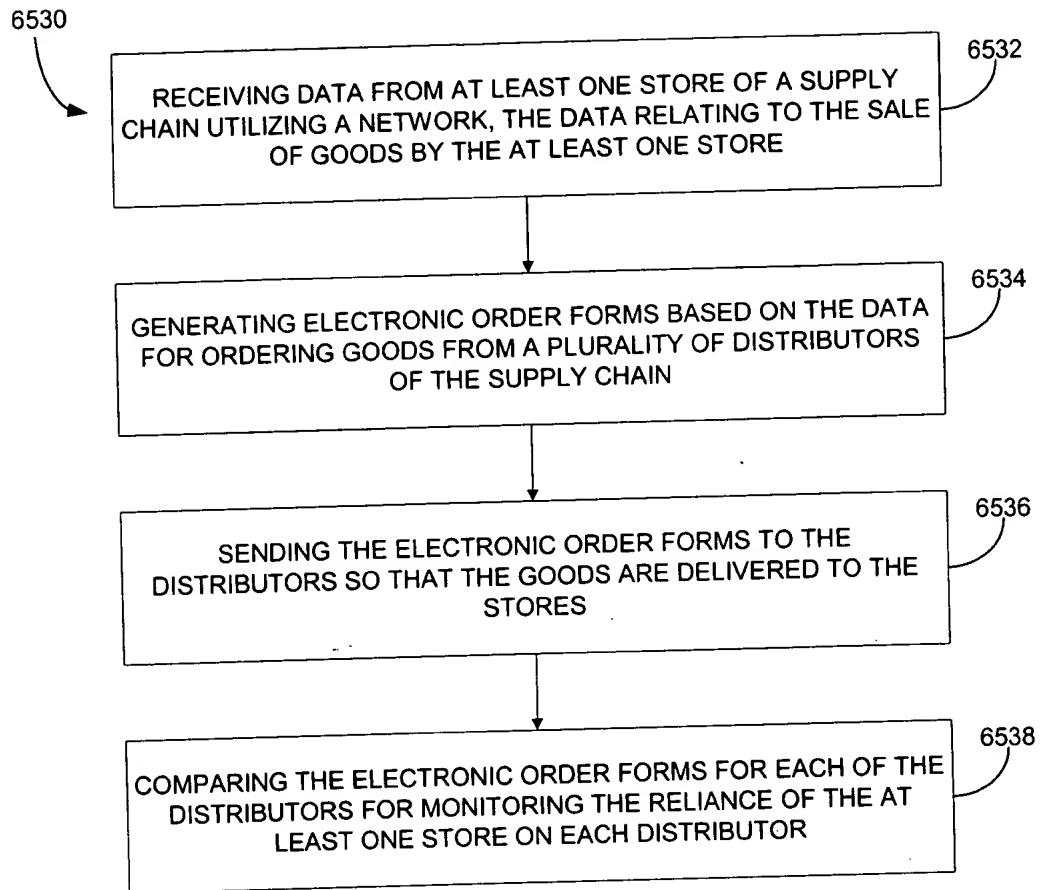 6530
6532
RECEIVING DATA FROM AT LEAST ONE STORE OF A SUPPLY
CHAIN UTILIZING A NETWORK, THE DATA RELATING TO THE SALE
OF GOODS BY THE AT LEAST ONE STORE
6534
GENERATING ELECTRONIC ORDER FORMS BASED ON THE DATA
FOR ORDERING GOODS FROM A PLURALITY OF DISTRIBUTORS
OF THE SUPPLY CHAIN
6536
SENDING THE ELECTRONIC ORDER FORMS TO THE
DISTRIBUTORS SO THAT THE GOODS ARE DELIVERED TO THE
STORES
6538
COMPARING THE ELECTRONIC ORDER FORMS FOR EACH OF THE
DISTRIBUTORS FOR MONITORING THE RELIANCE OF THE AT
LEAST ONE STORE ON EACH DISTRIBUTOR